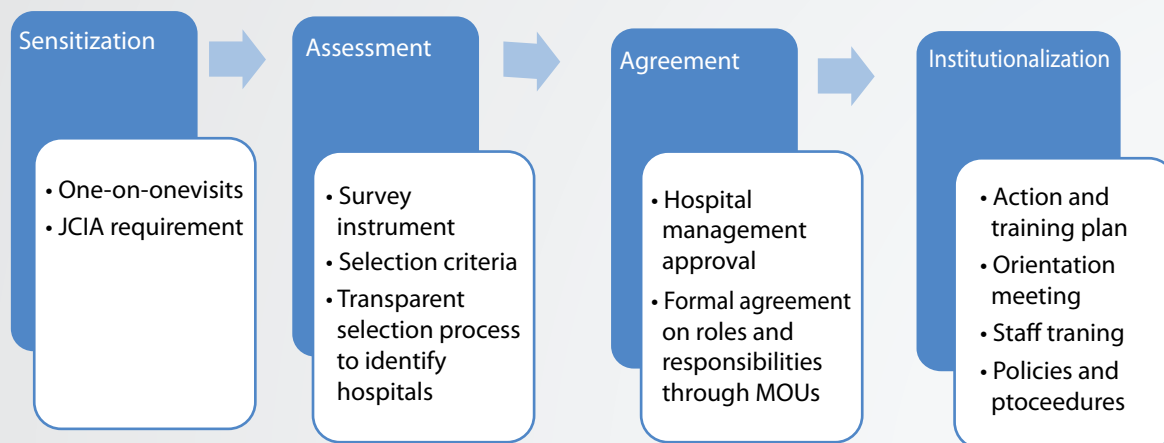 Sensitization
• One-on-onevisits
• JCIA requirement
Assessment
• Survey
instrument
• Selection criteria
• Transparent
selection process
to identify
hospitals
Agreement
• Hospital
management
approval
• Formal agreement
on roles and
responsibilities
through MOUs
Institutionalization
• Action and
training plan
• Orientation
meeting
• Staff traning
• Policies and
ptoceedures